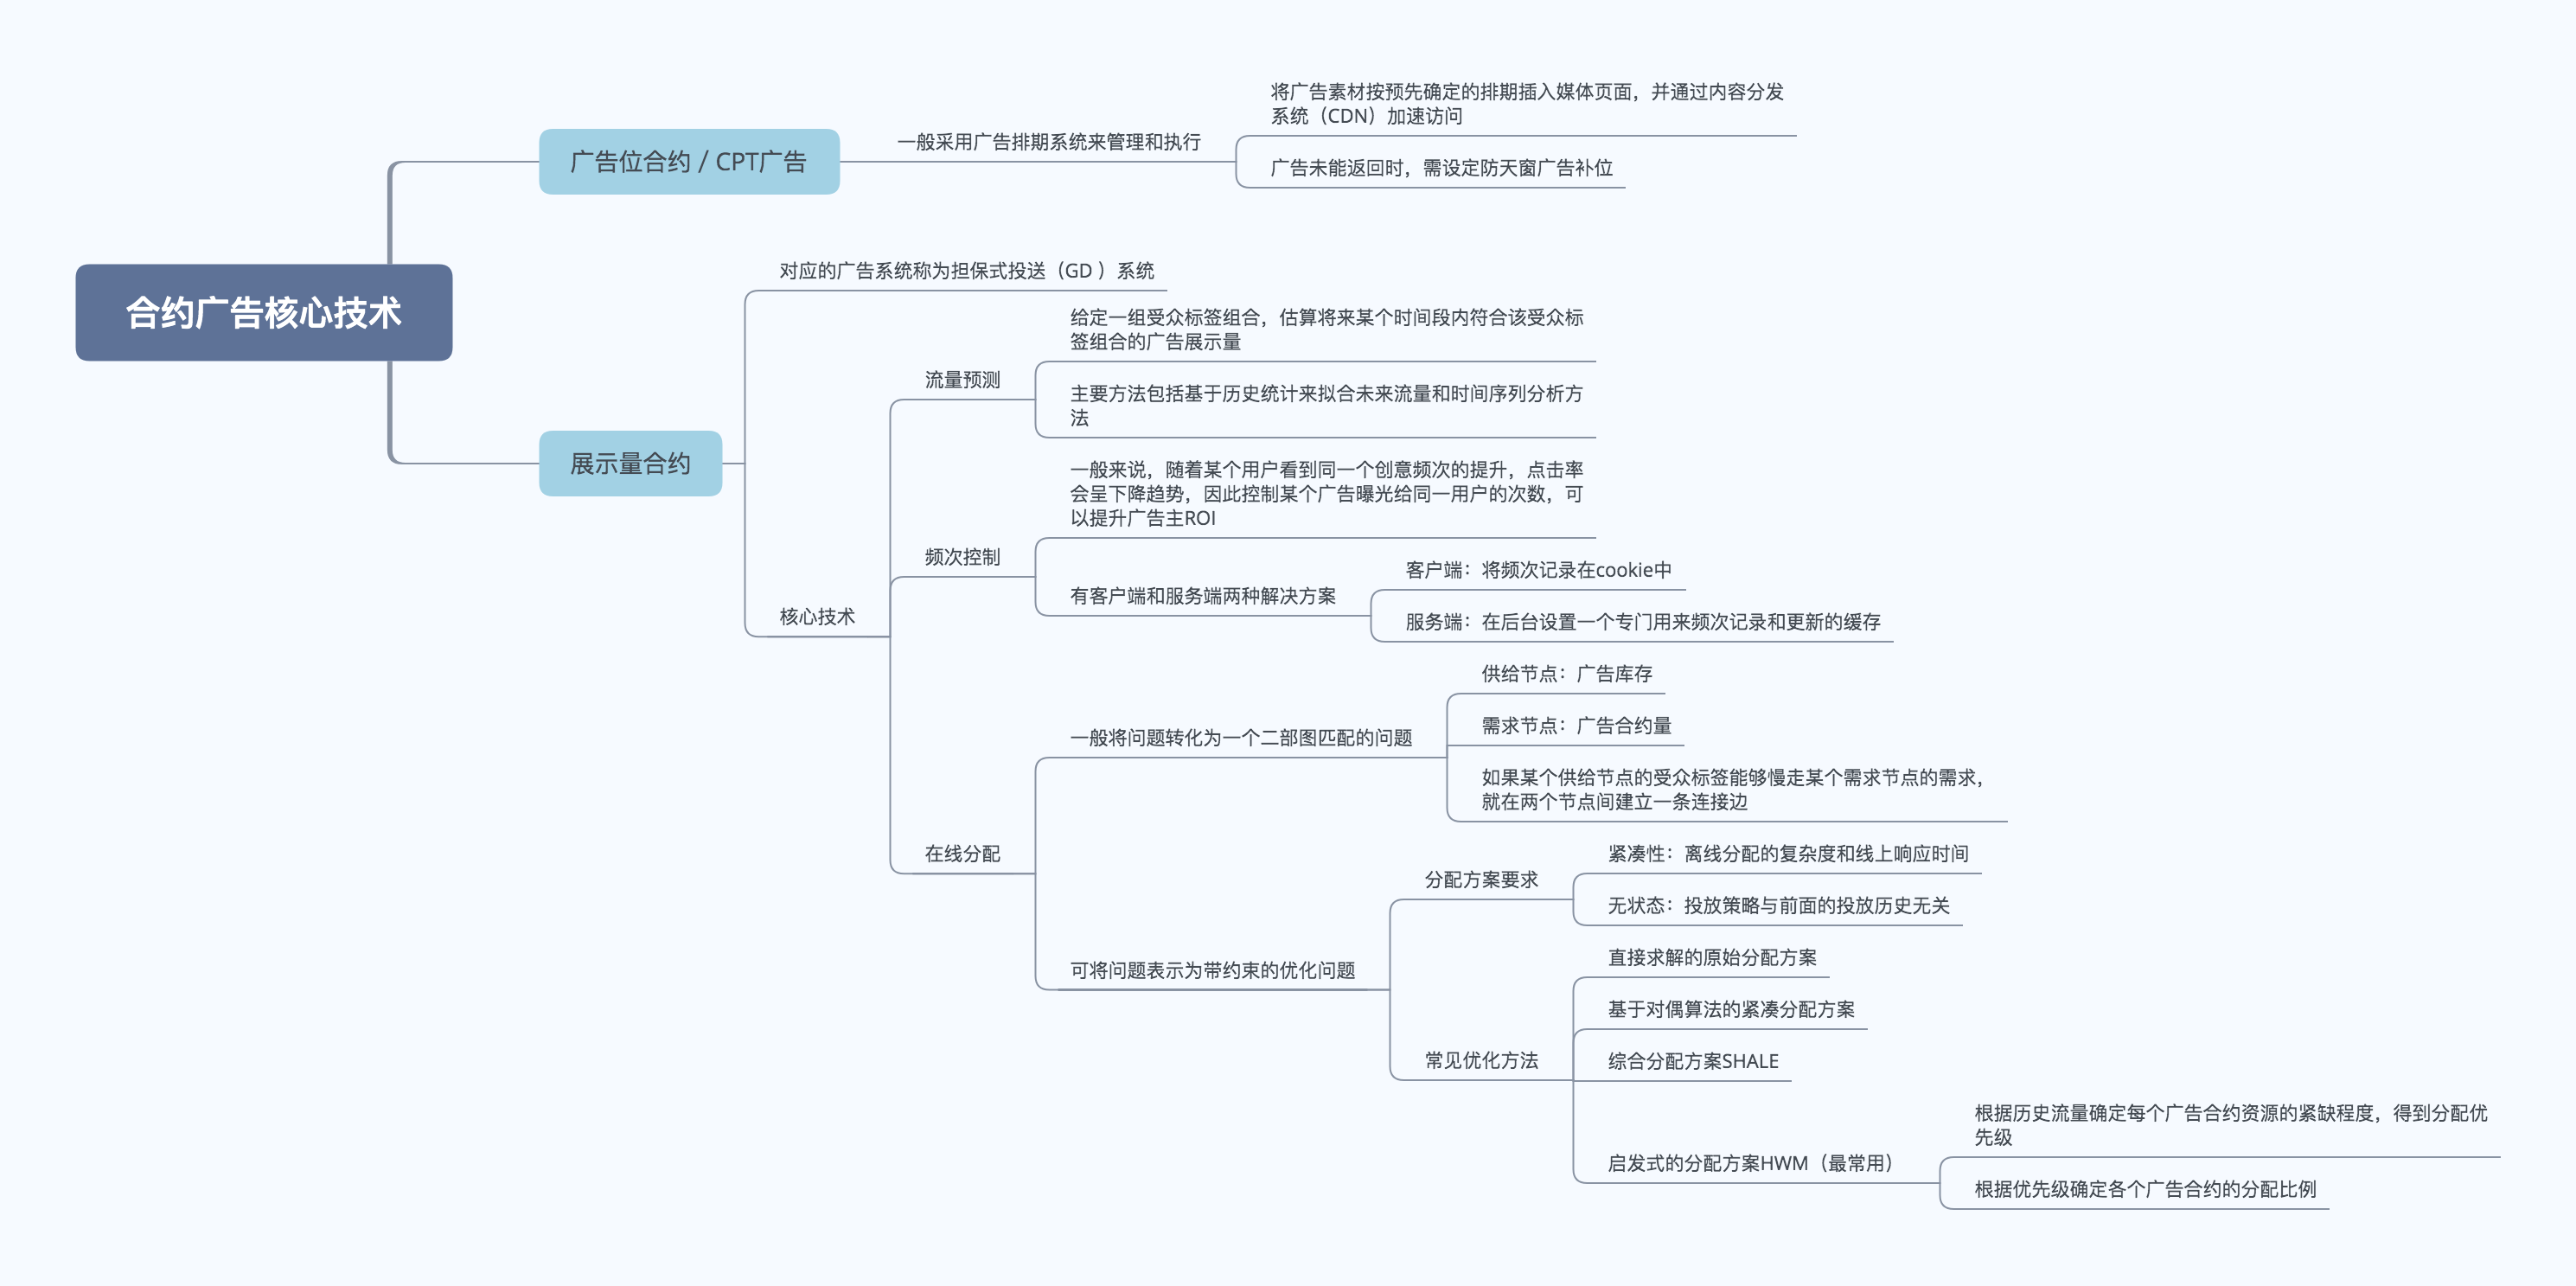 合约广告核心技术
广告位合约 / CPT广告
一般采用广告排期系统来管理和执行
将广告素材按预先确定的排期插入媒体页面，并通过内容分发
系统（CDN）加速访问
广告未能返回时，需设定防天窗广告补位
展示量合约
对应的广告系统称为担保式投送（GD ）系统
核心技术
流量预测
给定一组受众标签组合，估算将来某个时间段内符合该受众标
签组合的广告展示量
主要方法包括基于历史统计来拟合未来流量和时间序列分析方
法
频次控制
一般来说，随着某个用户看到同一个创意频次的提升，点击率
会呈下降趋势，因此控制某个广告曝光给同一用户的次数，可
以提升广告主ROI
有客户端和服务端两种解决方案
客户端：将频次记录在cookie中
服务端：在后台设置一个专门用来频次记录和更新的缓存
在线分配
一般将问题转化为一个二部图匹配的问题
供给节点：广告库存
需求节点：广告合约量
如果某个供给节点的受众标签能够慢走某个需求节点的需求，
就在两个节点间建立一条连接边
可将问题表示为带约束的优化问题
分配方案要求
紧凑性：离线分配的复杂度和线上响应时间
无状态：投放策略与前面的投放历史无关
常见优化方法
直接求解的原始分配方案
基于对偶算法的紧凑分配方案
综合分配方案SHALE
启发式的分配方案HWM（最常用）
根据历史流量确定每个广告合约资源的紧缺程度，得到分配优
先级
根据优先级确定各个广告合约的分配比例